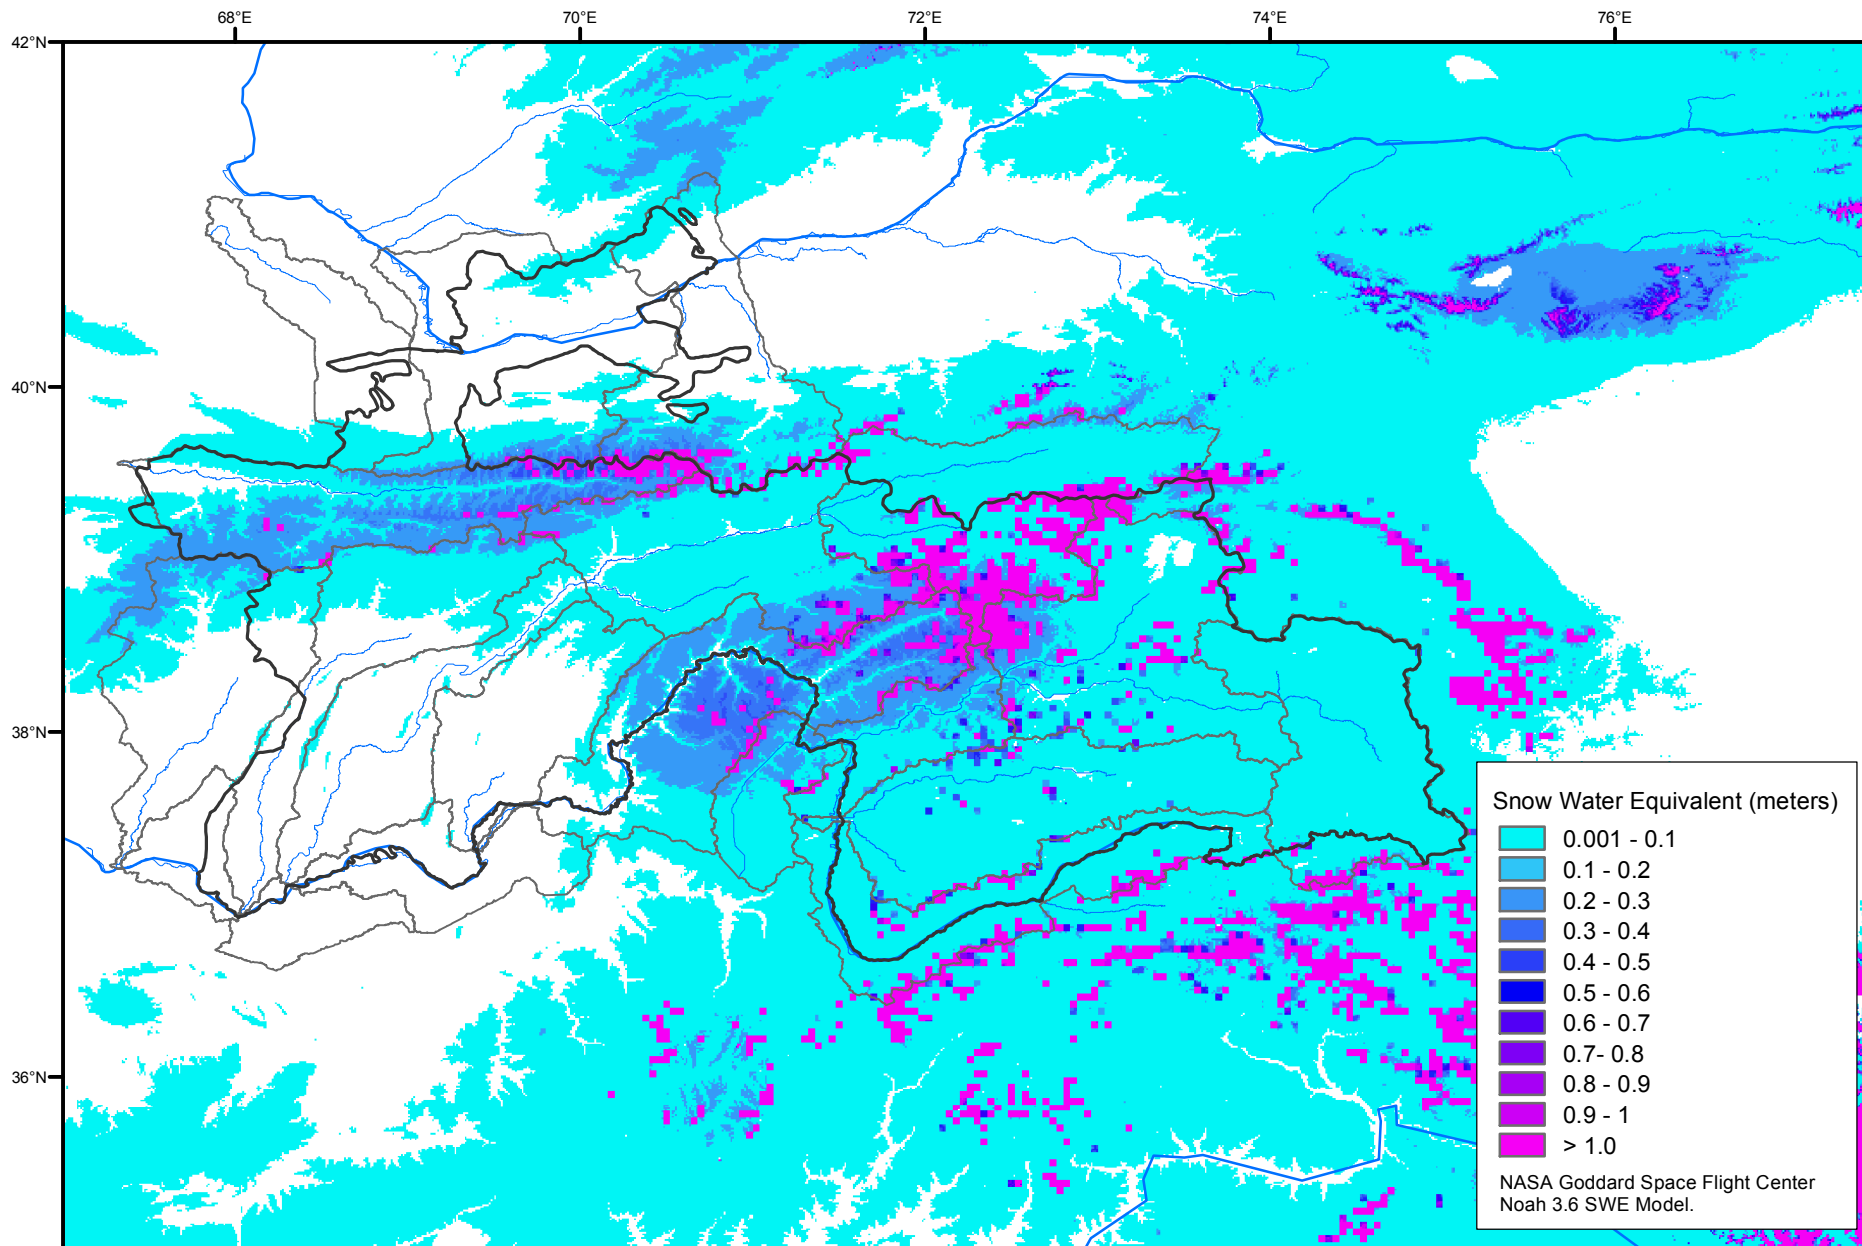 68°E 70°E 72°E 74°E 76°E
42°N
40°N
38°N
36°N
Snow Water Equivalent (meters)
0.001 - 0.1
0.1 - 0.2
0.2 - 0.3
0.3 - 0.4
0.4 - 0.5
0.5 - 0.6
0.6 - 0.7
0.7- 0.8
0.8 - 0.9
0.9 - 1
> 1.0
NASA Goddard Space Flight Center
Noah 3.6 SWE Model.